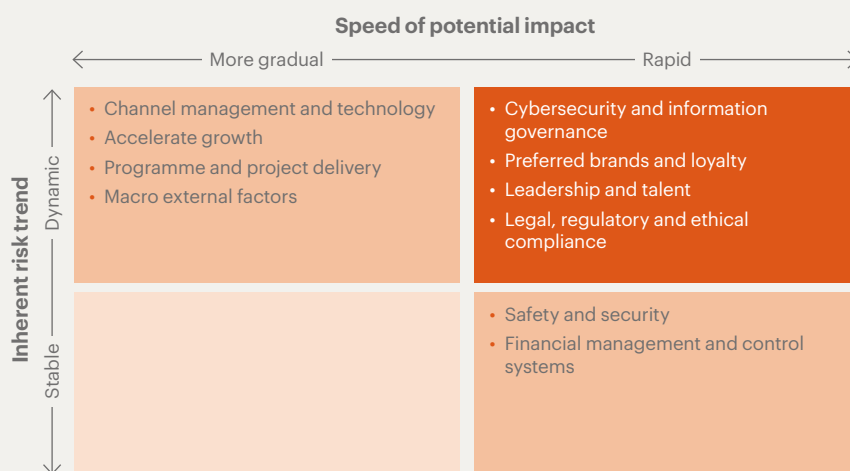 Speed of potential impact
More gradual
Rapid
Inherent risk trend
Dynamic
Stable
• Channel management and technology
• Accelerate growth
• Programme and project delivery
• Macro external factors
• Cybersecurity and information
governance
• Preferred brands and loyalty
• Leadership and talent
• Legal, regulatory and ethical
compliance
• Safety and security
• Financial management and control
systems